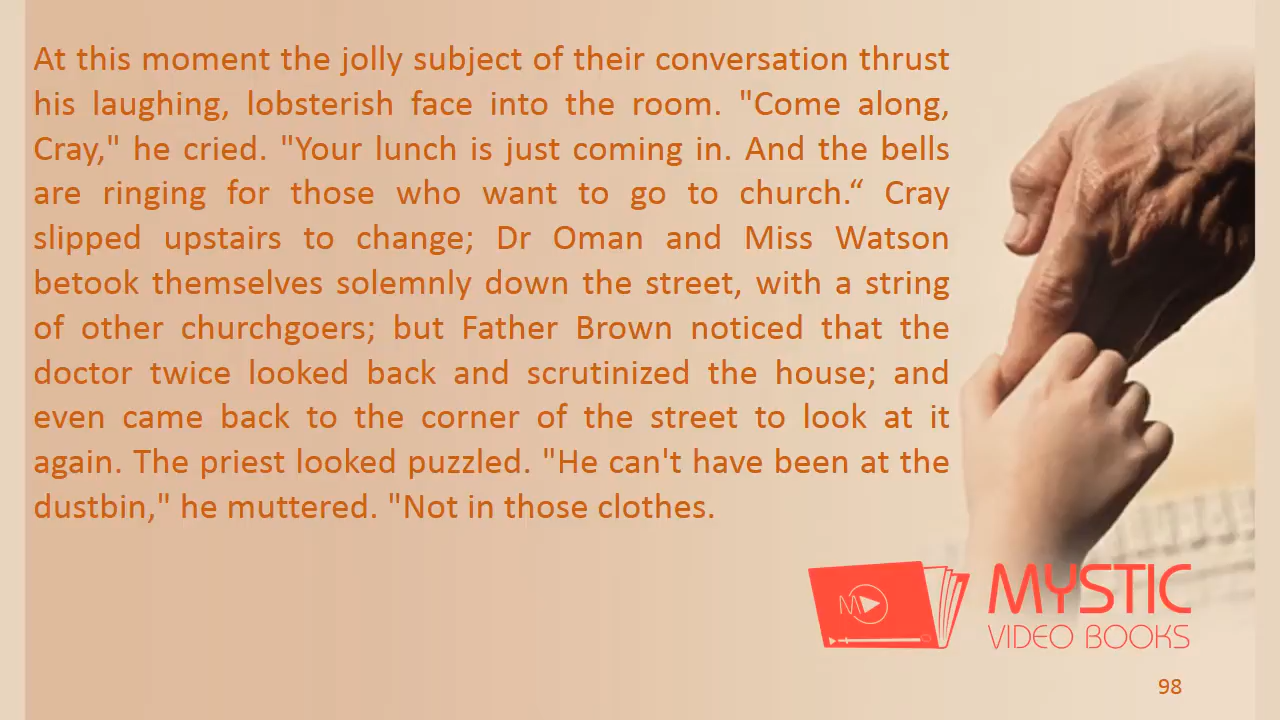 At this moment the jolly subject of their conversation thrust
his laughing, lobsterish face into the room. "Come along,
Cray," he cried. "Your lunch is just coming in. And the bells
are ringing for those who want to go to church.“ Cray
slipped upstairs to change; Dr Oman and Miss Watson
betook themselves solemnly down the street, with a string
of other churchgoers; but Father Brown noticed that the
doctor twice looked back and scrutinized the house; and
even came back to the corner of the street to look at it
again. The priest looked puzzled. "He can't have been at the
dustbin," he muttered. "Not in those clothes.
M
MYSTIC
VIDEO BOOKS
98